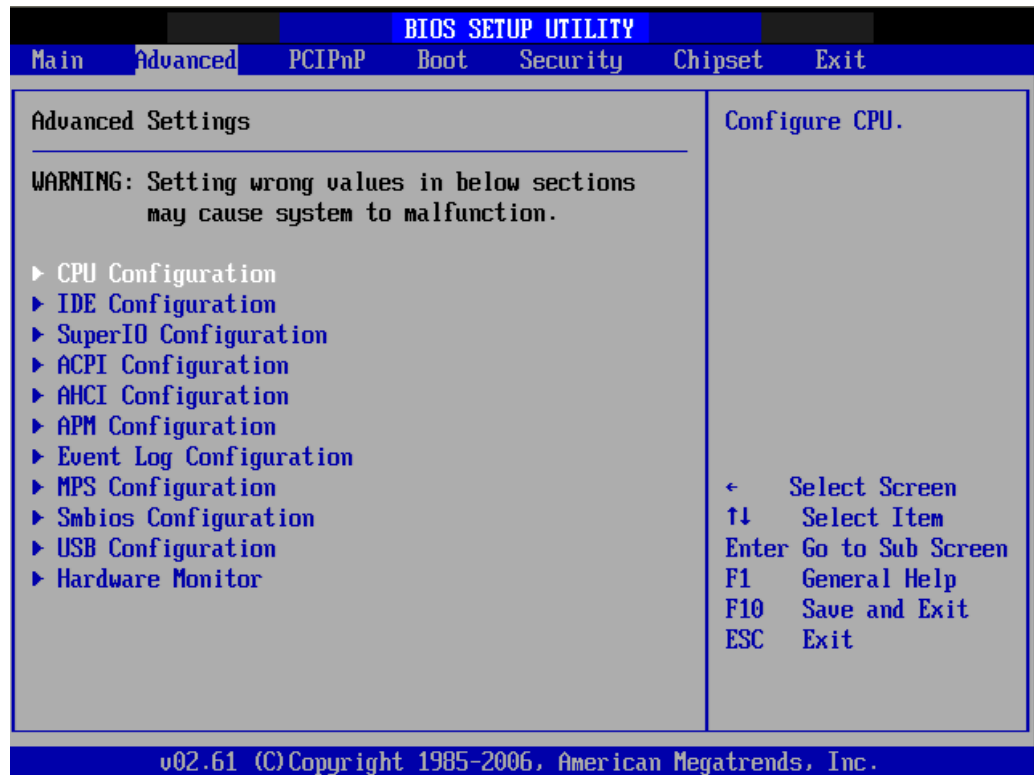 BIOS SETUP UTILITY
Main Advanced PCIPnP Boot Security Chipset Exit
Advanced Settings
WARNING: Setting wrong values in below sections
may cause system to malfunction.
▶ CPU Configuration
▶ IDE Configuration
▶ SuperIO Configuration
▶ ACPI Configuration
▶ AHCI Configuration
▶ APM Configuration
▶ Event Log Configuration
▶ MPS Configuration
▶ Smbios Configuration
▶ USB Configuration
▶ Hardware Monitor
Configure CPU.
← Select Screen
↑↓ Select Item
Enter Go to Sub Screen
F1 General Help
F10 Save and Exit
ESC Exit
v02.61 (C)Copyright 1985-2006, American Megatrends, Inc.